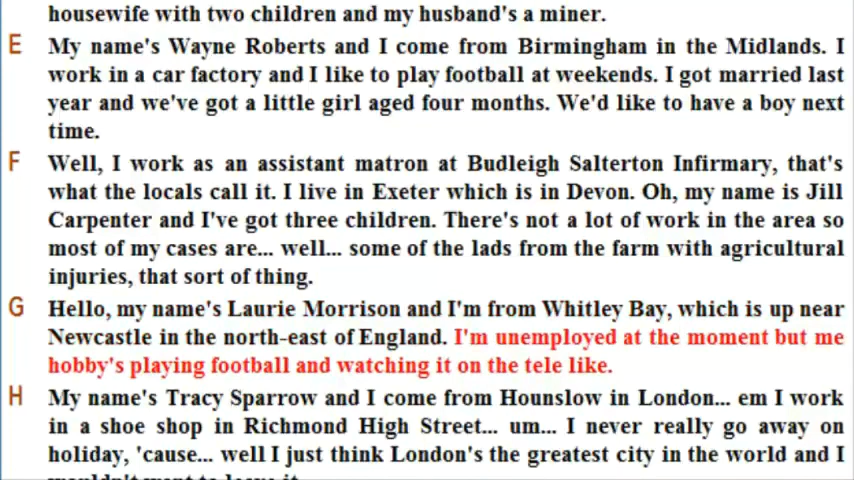 housewife with two children and my husband's a miner.
E My name's Wayne Roberts and I come from Birmingham in the Midlands. I
work in a car factory and I like to play football at weekends. I got married last
year and we've got a little girl aged four months. We'd like to have a boy next
time.
F Well, I work as an assistant matron at Budleigh Salterton Infirmary, that's
what the locals call it. I live in Exeter which is in Devon. Oh, my name is Jill
Carpenter and I've got three children. There's not a lot of work in the area so
most of my cases are... well... some of the lads from the farm with agricultural
injuries, that sort of thing.
G Hello, my name's Laurie Morrison and I'm from Whitley Bay, which is up near
Newcastle in the north-east of England. I'm unemployed at the moment but me
hobby's playing football and watching it on the tele like.
H My name's Tracy Sparrow and I come from Hounslow in London... em I work
in a shoe shop in Richmond High Street... um... I never really go away on
holiday, 'cause... well I just think London's the greatest city in the world and I
wouldn't want to leave it.